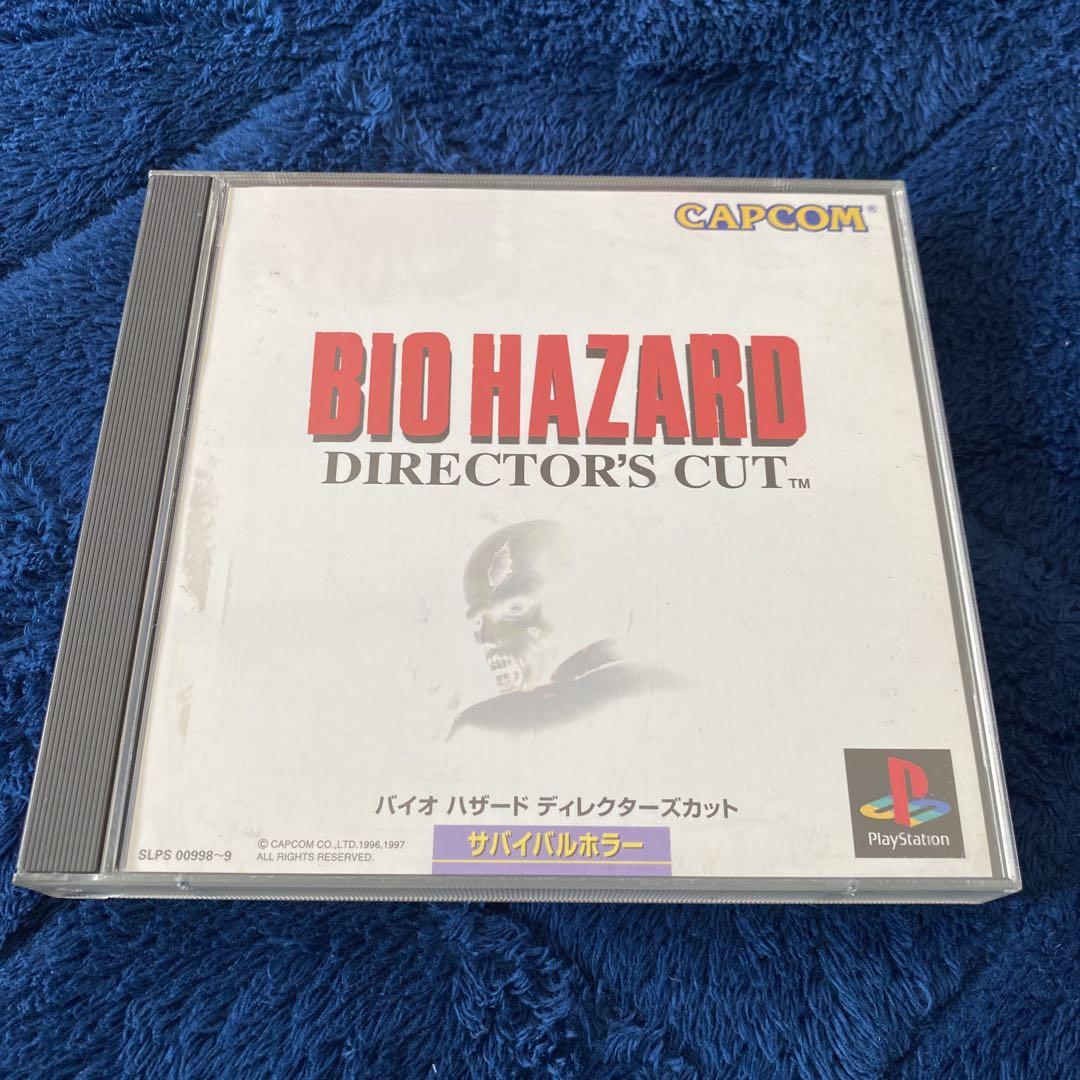 CAPCOM®
BIO HAZARD
DIRECTOR'S CUT™
バイオ ハザード ディレクターズカット
サバイバルホラー
SLPS 00998~9
© CAPCOM CO.,LTD.1996,1997
ALL RIGHTS RESERVED.
PlayStation